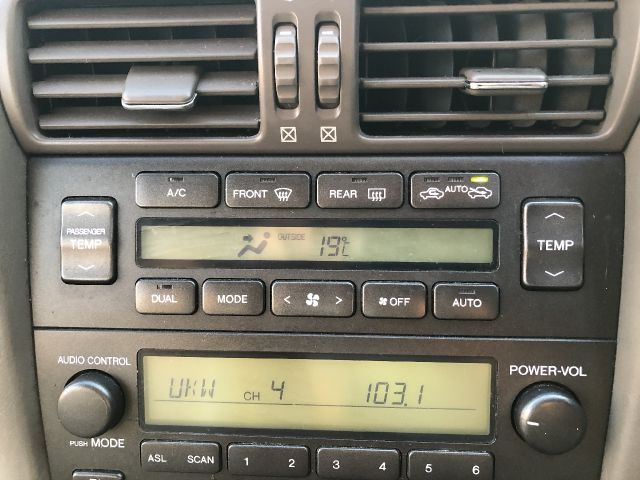 A/C FRONT REAR AUTO
PASSENGER
TEMP
OUTSIDE 19°C
TEMP
DUAL MODE < > OFF AUTO
AUDIO CONTROL
PUSH MODE
UKW CH 4 103.1
POWER-VOL
ASL SCAN 1 2 3 4 5 6